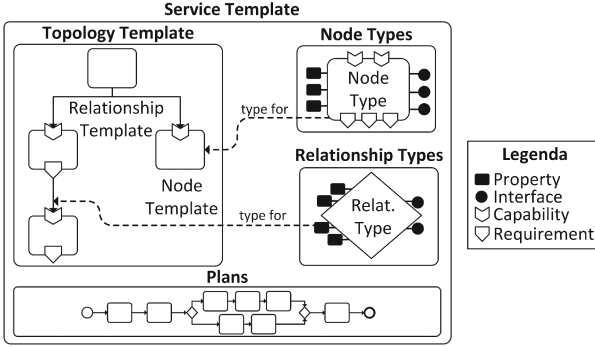 Service Template
Topology Template
Relationship
Template
Node
Template
Node Types
Node
Type
type for
Relationship Types
Relat.
Type
type for
Plans
Legenda
Property
Interface
Capability
Requirement